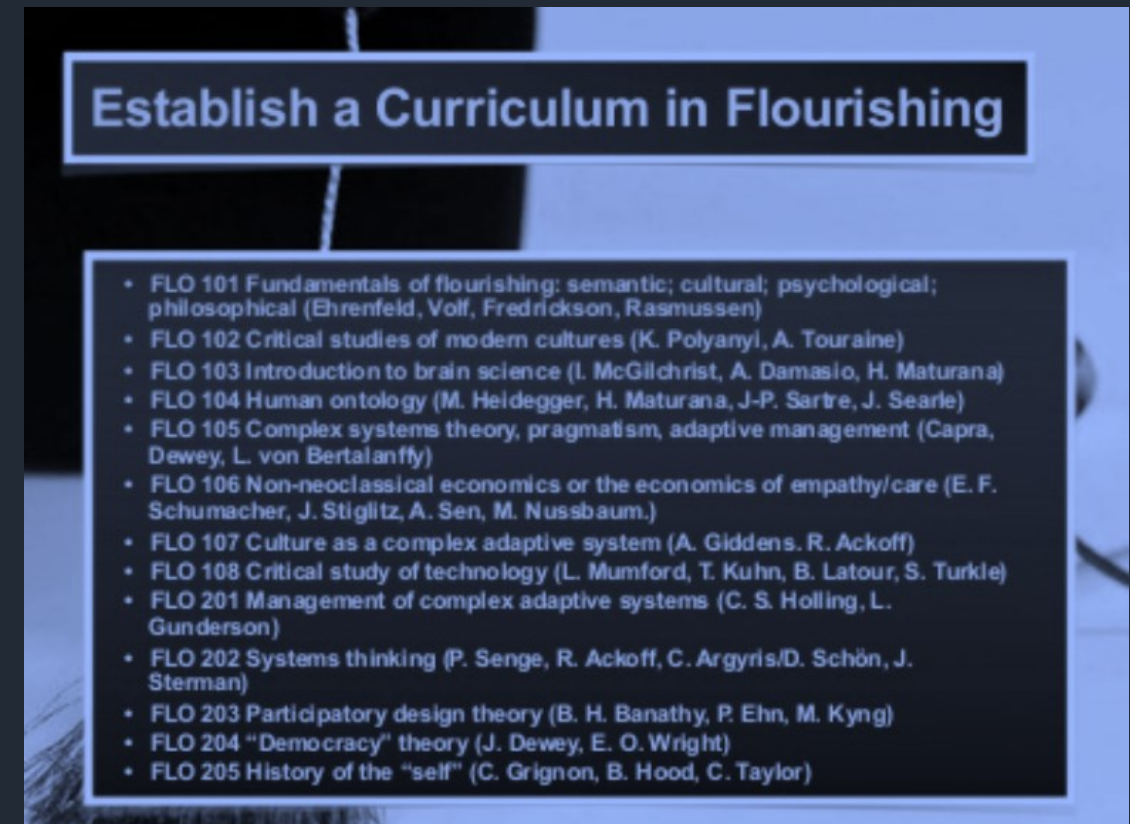 Establish a Curriculum in Flourishing
• FLO 101 Fundamentals of flourishing: semantic; cultural; psychological;
philosophical (Ehrenfeld, Volf, Fredrickson, Rasmussen)
• FLO 102 Critical studies of modern cultures (K. Polyanyi, A. Touraine)
• FLO 103 Introduction to brain science (I. McGilchrist, A. Damasio, H. Maturana)
• FLO 104 Human ontology (M. Heidegger, H. Maturana, J-P. Sartre, J. Searle)
• FLO 105 Complex systems theory, pragmatism, adaptive management (Capra,
Dewey, L. von Bertalanffy)
• FLO 106 Non-neoclassical economics or the economics of empathy/care (E. F.
Schumacher, J. Stiglitz, A. Sen, M. Nussbaum.)
• FLO 107 Culture as a complex adaptive system (A. Giddens. R. Ackoff)
• FLO 108 Critical study of technology (L. Mumford, T. Kuhn, B. Latour, S. Turkle)
• FLO 201 Management of complex adaptive systems (C. S. Holling, L.
Gunderson)
• FLO 202 Systems thinking (P. Senge, R. Ackoff, C. Argyris/D. Schön, J.
Sterman)
• FLO 203 Participatory design theory (B. H. Banathy, P. Ehn, M. Kyng)
• FLO 204 “Democracy” theory (J. Dewey, E. O. Wright)
• FLO 205 History of the “self” (C. Grignon, B. Hood, C. Taylor)